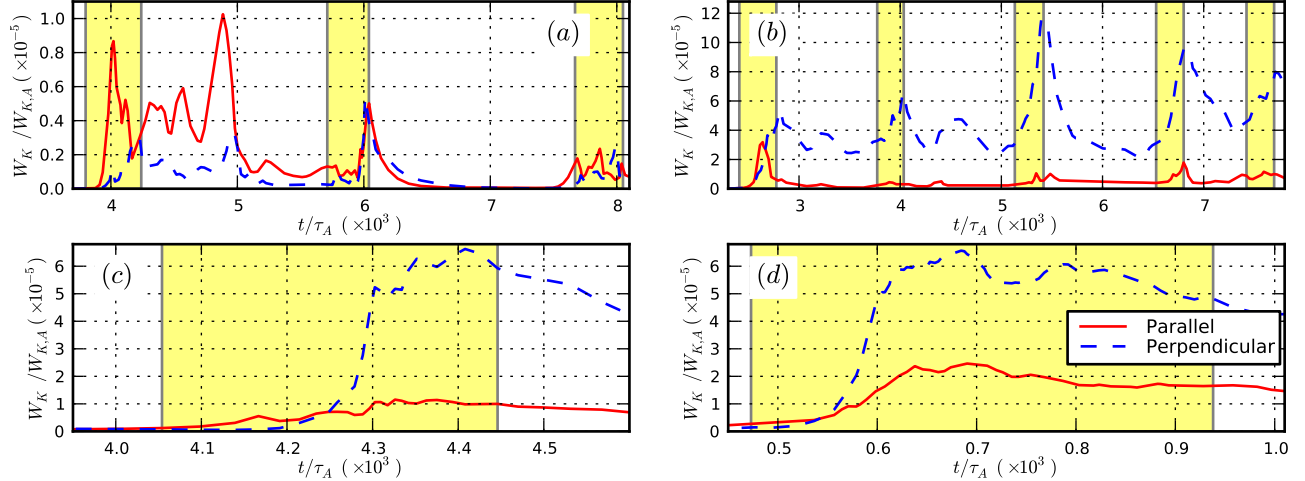 W_K /W_{K,A} (×10^{-5})
1.0
0.8
0.6
0.4
0.2
0.0
(a)
4 5 6 7 8
t/τ_A (×10^3)
W_K /W_{K,A} (×10^{-5})
12
10
8
6
4
2
0
(b)
3 4 5 6 7
t/τ_A (×10^3)
W_K /W_{K,A} (×10^{-5})
6
5
4
3
2
1
0
(c)
4.0 4.1 4.2 4.3 4.4 4.5
t/τ_A (×10^3)
W_K /W_{K,A} (×10^{-5})
6
5
4
3
2
1
0
(d)
Parallel
Perpendicular
0.5 0.6 0.7 0.8 0.9 1.0
t/τ_A (×10^3)